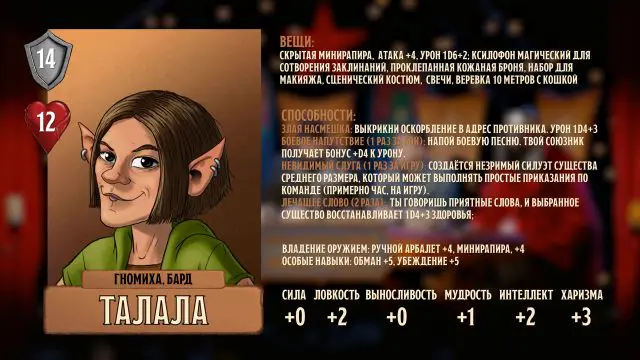 14
12
ГНОМИХА, БАРД
ТАЛАЛА
ВЕЩИ:
СКРЫТАЯ МИНИРАПИРА, АТАКА +4, УРОН 1D6+2; КСИЛОФОН МАГИЧЕСКИЙ ДЛЯ
СОТВОРЕНИЯ ЗАКЛИНАНИЙ, ПРОКЛЕПАННАЯ КОЖАНАЯ БРОНЯ, НАБОР ДЛЯ
МАКИЯЖА, СЦЕНИЧЕСКИЙ КОСТЮМ, СВЕЧИ, ВЕРЕВКА 10 МЕТРОВ С КОШКОЙ
СПОСОБНОСТИ:
ЗЛАЯ НАСМЕШКА: ВЫКРИКНИ ОСКОРБЛЕНИЕ В АДРЕС ПРОТИВНИКА. УРОН 1D4+3
БОЕВОЕ НАПУТСТВИЕ (1 РАЗ ЗА БОЙ): НАПОЙ БОЕВУЮ ПЕСНЮ. ТВОЙ СОЮЗНИК
ПОЛУЧАЕТ БОНУС +D4 К УРОНУ.
НЕВИДИМЫЙ СЛУГА (1 РАЗ ЗА ИГРУ): СОЗДАЁТСЯ НЕЗРИМЫЙ СИЛУЭТ СУЩЕСТВА
СРЕДНЕГО РАЗМЕРА, КОТОРЫЙ МОЖЕТ ВЫПОЛНЯТЬ ПРОСТЫЕ ПРИКАЗЫ ПО
КОМАНДЕ (ПРИМЕРНО ЧАС, НА ИГРУ).
ЛЕЧАЩЕЕ СЛОВО (2 РАЗА): ТЫ ГОВОРИШЬ ПРИЯТНЫЕ СЛОВА, И ВЫБРАННОЕ
СУЩЕСТВО ВОССТАНАВЛИВАЕТ 1D4+3 ЗДОРОВЬЯ;
ВЛАДЕНИЕ ОРУЖИЕМ: РУЧНОЙ АРБАЛЕТ +4, МИНИРАПИРА, +4
ОСОБЫЕ НАВЫКИ: ОБМАН +5, УБЕЖДЕНИЕ +5
СИЛА ЛОВКОСТЬ ВЫНОСЛИВОСТЬ МУДРОСТЬ ИНТЕЛЛЕКТ ХАРИЗМА
+0 +2 +0 +1 +2 +3